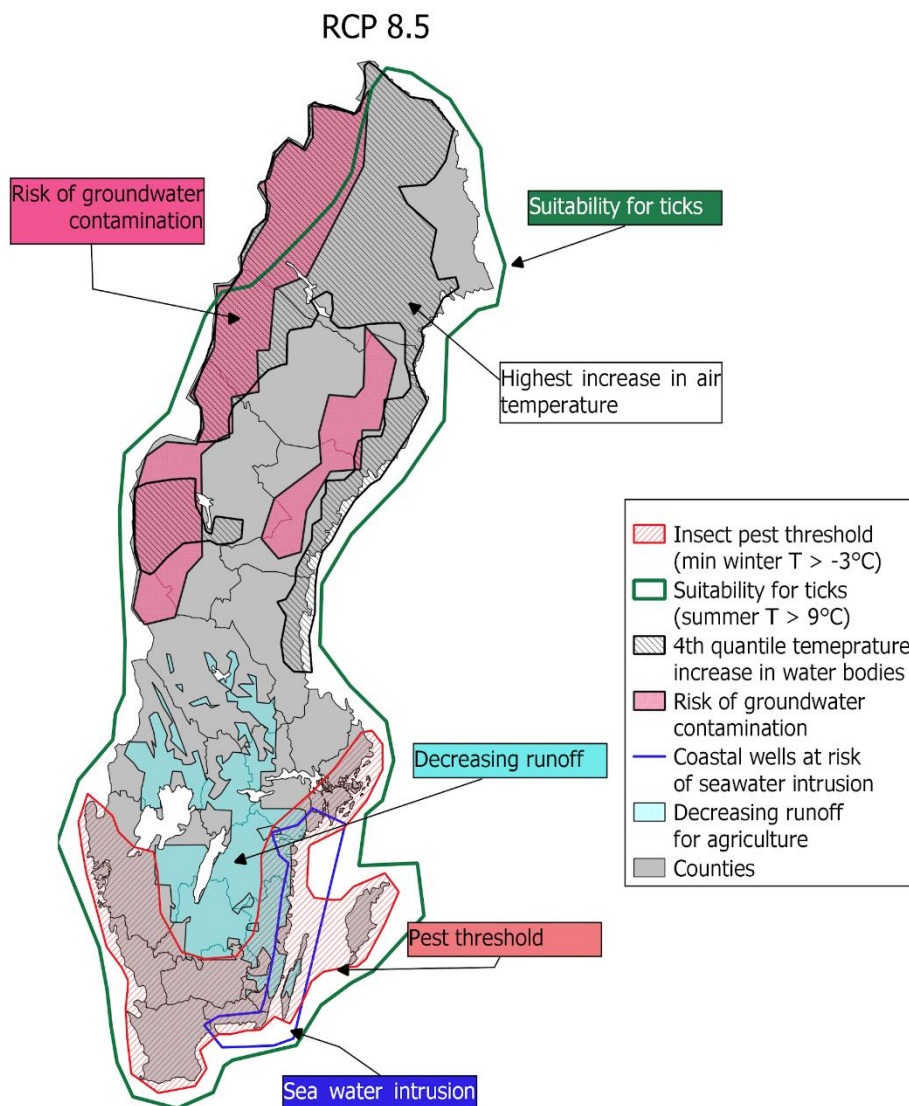 RCP 8.5
Risk of groundwater
contamination
Suitability for ticks
Highest increase in air
temperature
Insect pest threshold
(min winter T > -3°C)
Suitability for ticks
(summer T > 9°C)
4th quantile temeprature
increase in water bodies
Risk of groundwater
contamination
Coastal wells at risk
of seawater intrusion
Decreasing runoff
for agriculture
Counties
Decreasing runoff
Pest threshold
Sea water intrusion